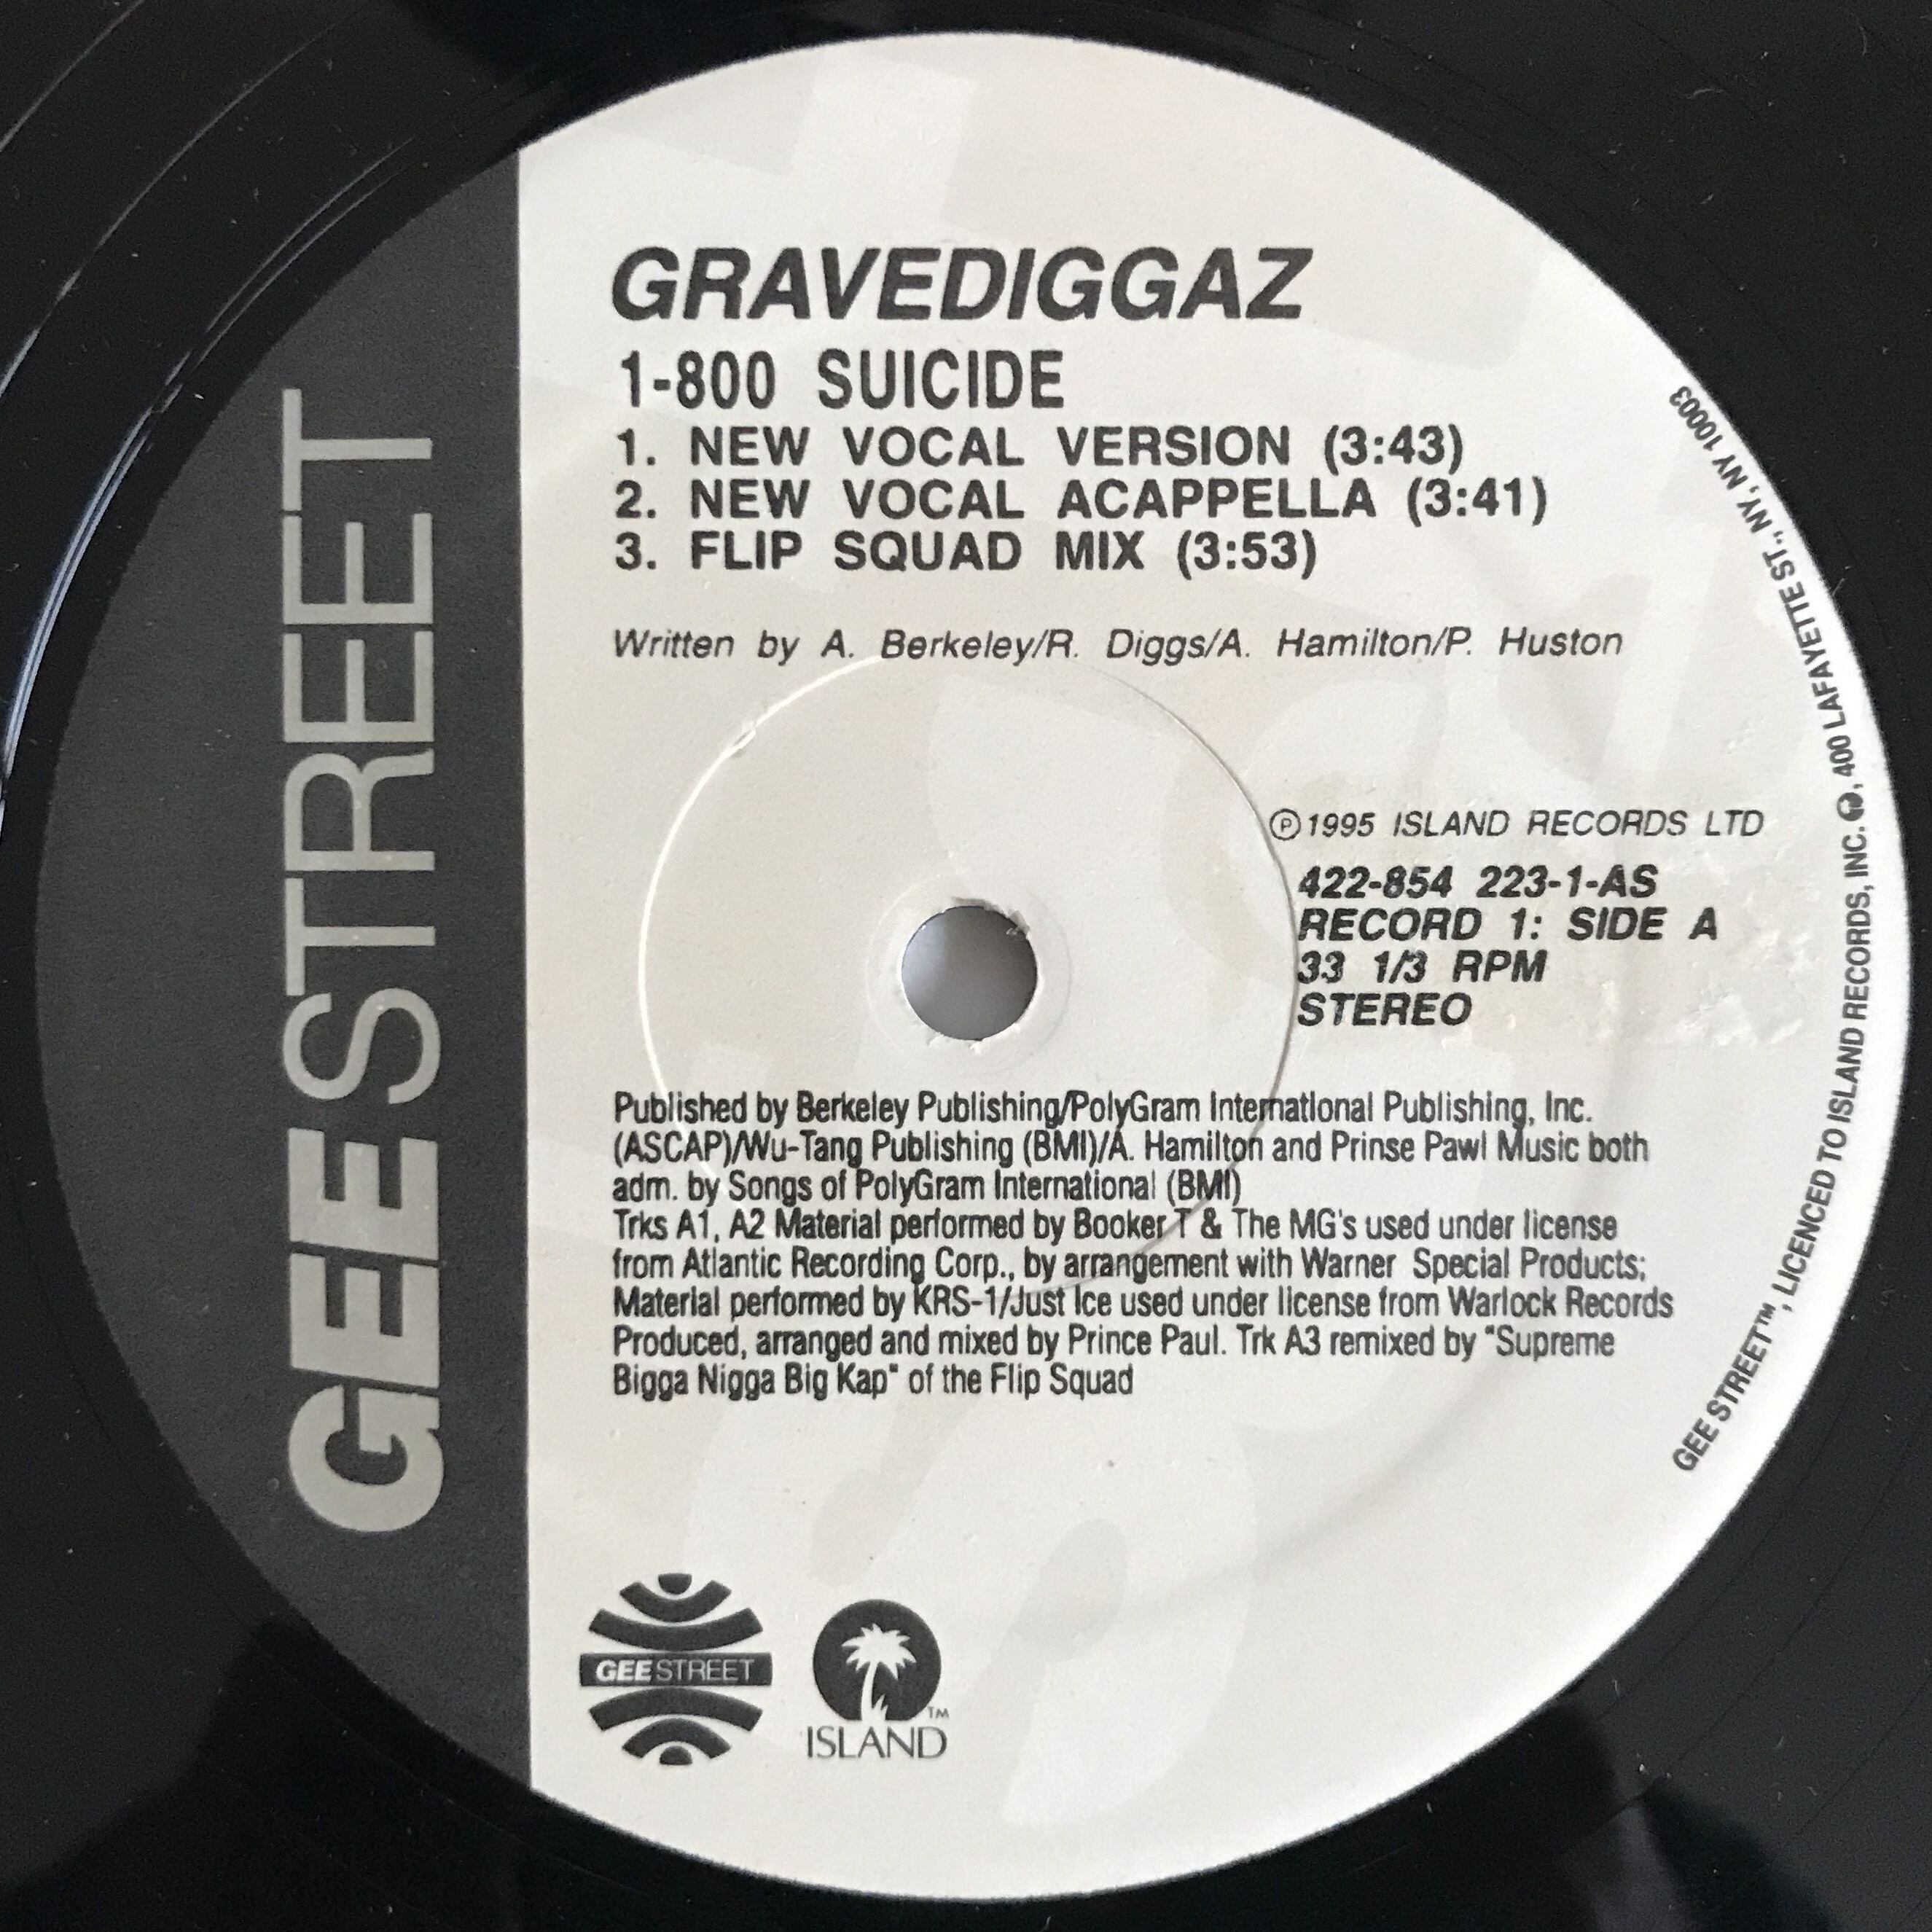 GEE STREET
GRAVEDIGGAZ
1-800 SUICIDE
1. NEW VOCAL VERSION (3:43)
2. NEW VOCAL ACAPPELLA (3:41)
3. FLIP SQUAD MIX (3:53)
Written by A. Berkeley/R. Diggs/A. Hamilton/P. Huston
℗1995 ISLAND RECORDS LTD
422-854 223-1-AS
RECORD 1: SIDE A
33 1/3 RPM
STEREO
Published by Berkeley Publishing/PolyGram International Publishing, Inc.
(ASCAP)/Wu-Tang Publishing (BMI)/A. Hamilton and Prinse Pawl Music both
adm. by Songs of PolyGram International (BMI)
Trks A1, A2 Material performed by Booker T & The MG's used under license
from Atlantic Recording Corp., by arrangement with Warner Special Products;
Material performed by KRS-1/Just Ice used under license from Warlock Records
Produced, arranged and mixed by Prince Paul. Trk A3 remixed by "Supreme
Bigga Nigga Big Kap" of the Flip Squad
GEE STREET™, LICENCED TO ISLAND RECORDS, INC. , 400 LAFAYETTE ST., NY, NY 10003
GEE STREET
ISLAND™